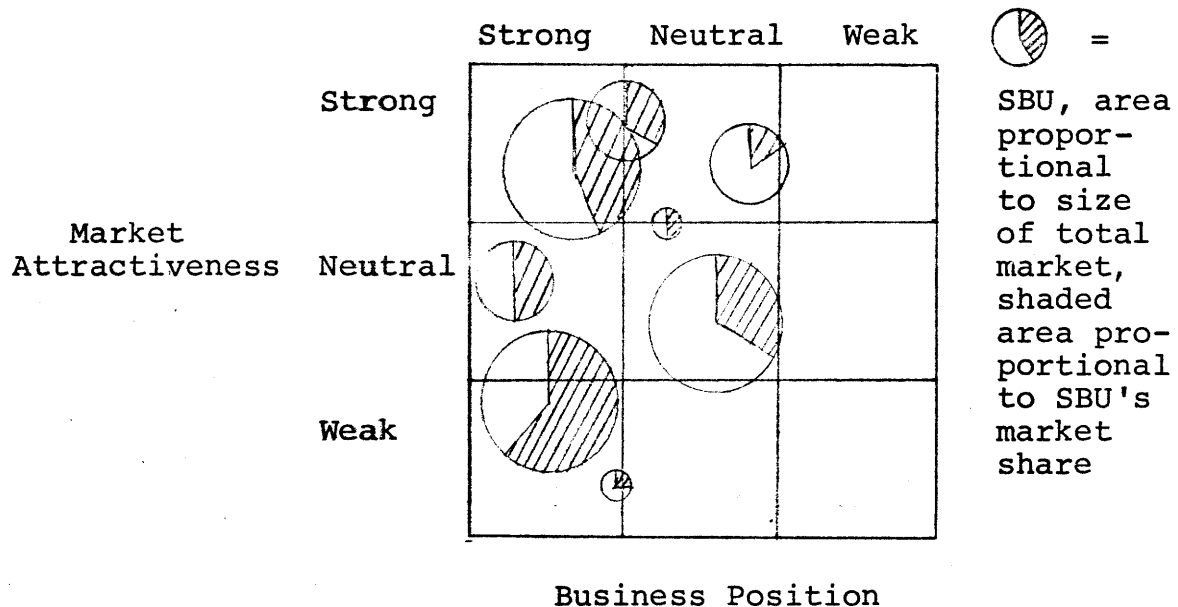 Strong Neutral Weak
Strong
Market
Attractiveness
Neutral
Weak
Business Position
=
SBU, area
propor-
tional
to size
of total
market,
shaded
area pro-
portional
to SBU's
market
share